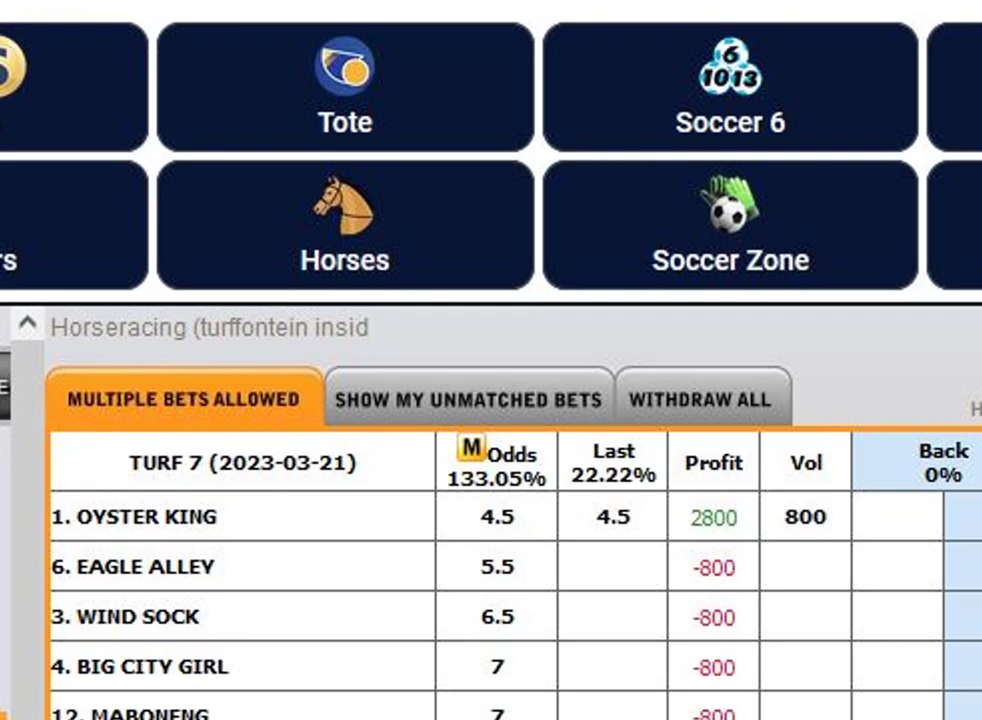 Tote
Soccer 6
6
10 13
rs
Horses
Soccer Zone
Horseracing (turffontein insid
E
MULTIPLE BETS ALLOWED SHOW MY UNMATCHED BETS WITHDRAW ALL
H
TURF 7 (2023-03-21) M Odds 133.05% Last 22.22% Profit Vol Back 0%
1. OYSTER KING 4.5 4.5 2800 800
6. EAGLE ALLEY 5.5 -800
3. WIND SOCK 6.5 -800
4. BIG CITY GIRL 7 -800
12. MABONENG 7 -800